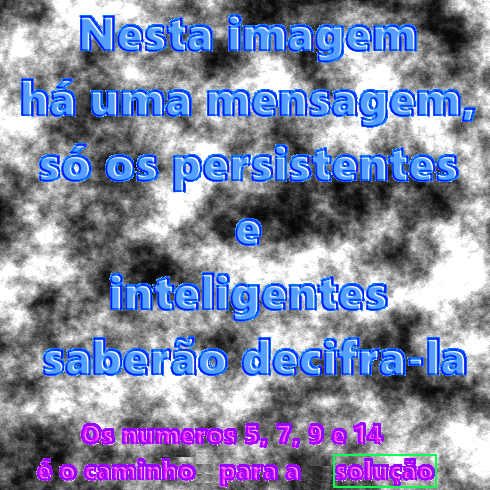 Nesta imagem
há uma mensagem,
só os persistentes
e
inteligentes
saberão decifra-la
Os numeros 5, 7, 9 e 14
é o caminho para a solução